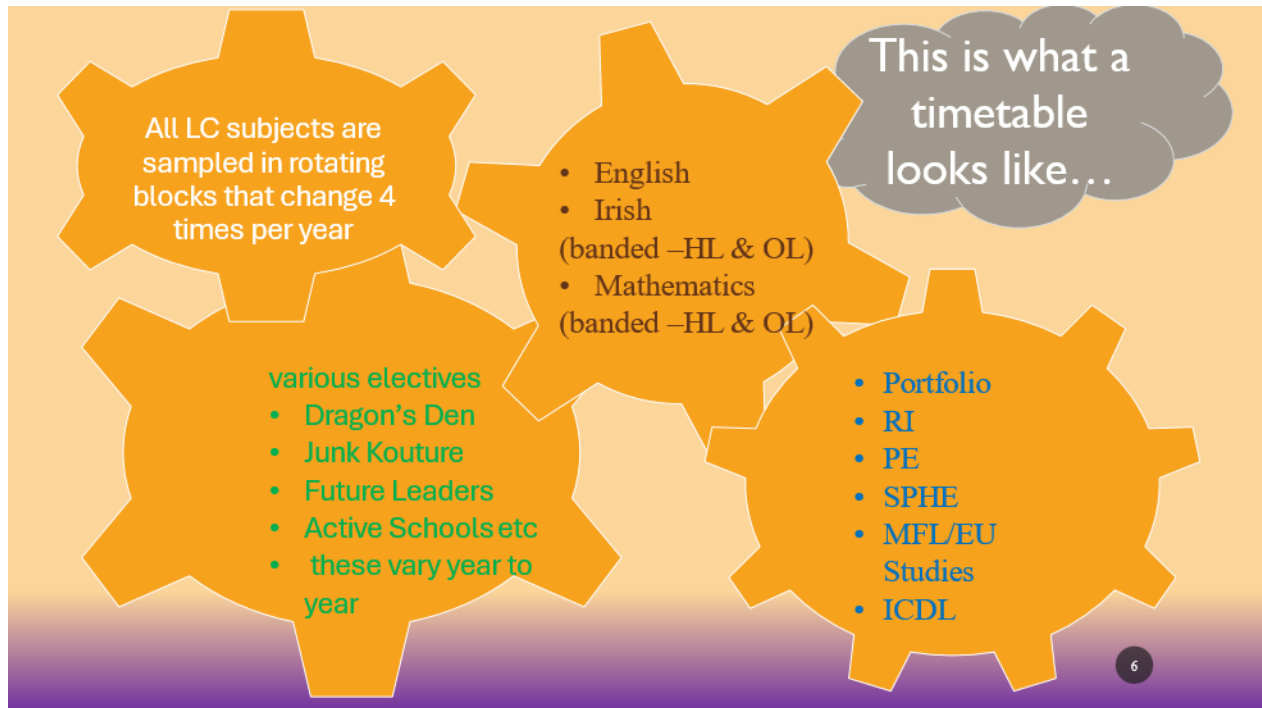 This is what a
timetable
looks like…
All LC subjects are
sampled in rotating
blocks that change 4
times per year
• English
• Irish
(banded –HL & OL)
• Mathematics
(banded –HL & OL)
various electives
• Dragon’s Den
• Junk Kouture
• Future Leaders
• Active Schools etc
• these vary year to
year
• Portfolio
• RI
• PE
• SPHE
• MFL/EU
Studies
• ICDL
6